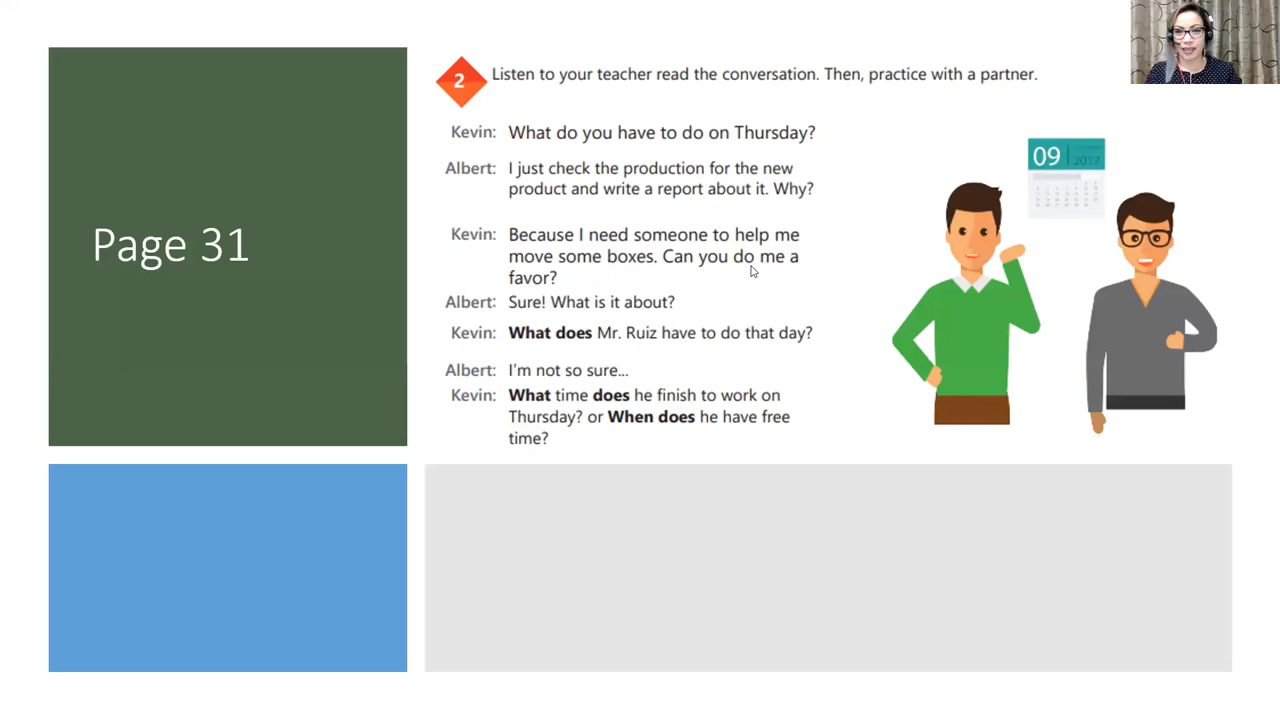 Page 31
2
Listen to your teacher read the conversation. Then, practice with a partner.
Kevin: What do you have to do on Thursday?
Albert: I just check the production for the new
product and write a report about it. Why?
Kevin: Because I need someone to help me
move some boxes. Can you do me a
favor?
Albert: Sure! What is it about?
Kevin: What does Mr. Ruiz have to do that day?
Albert: I'm not so sure...
Kevin: What time does he finish to work on
Thursday? or When does he have free
time?
09
2017